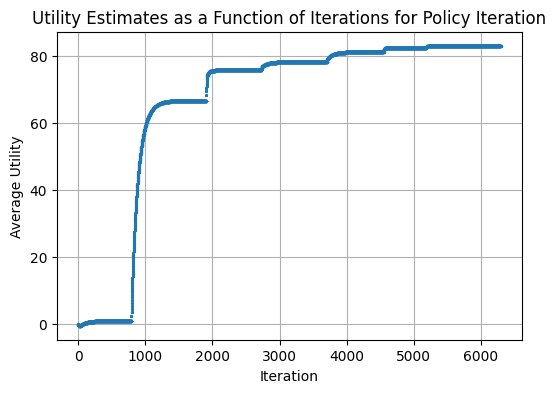 Utility Estimates as a Function of Iterations for Policy Iteration
Average Utility
80
60
40
20
0
0 1000 2000 3000 4000 5000 6000
Iteration